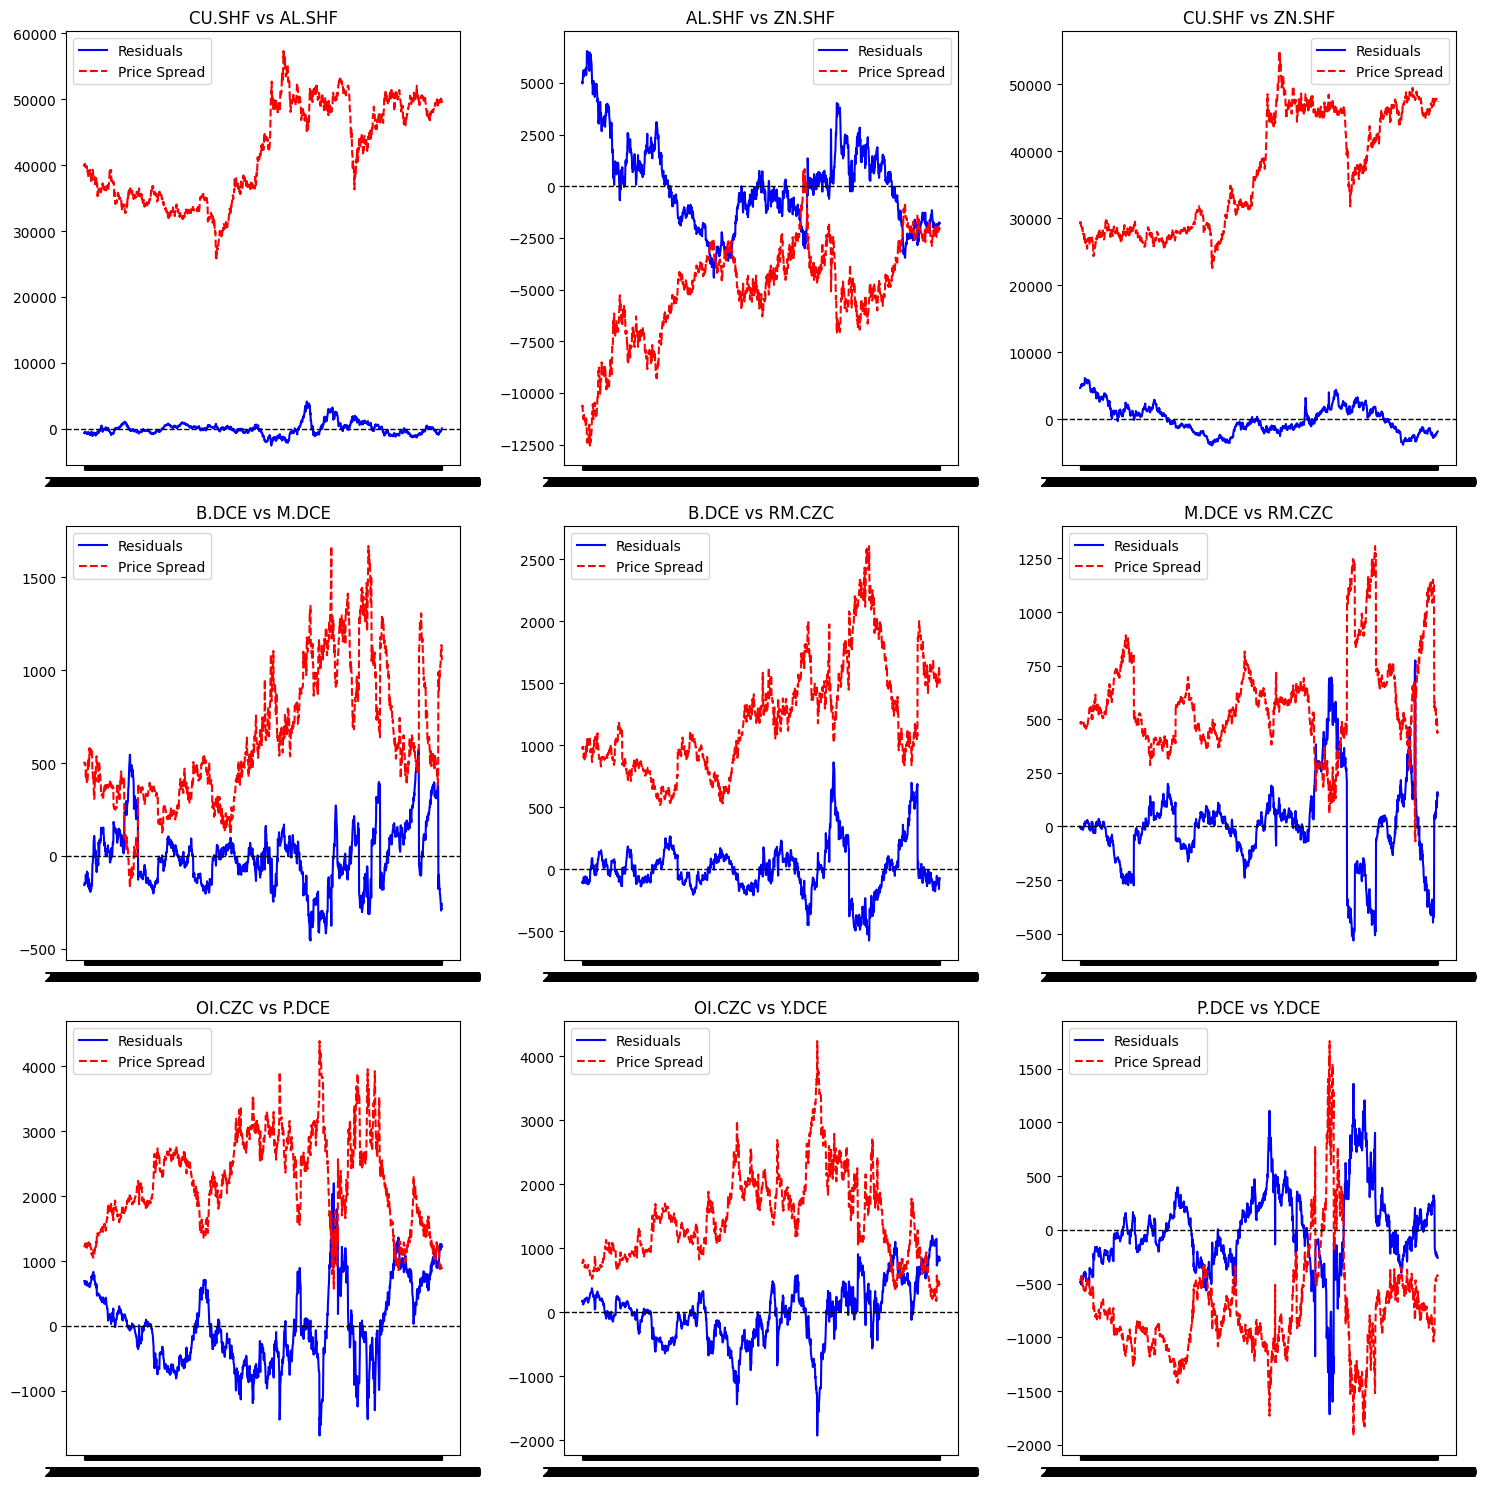 CU.SHF vs AL.SHF
Residuals
Price Spread
60000
50000
40000
30000
20000
10000
0
AL.SHF vs ZN.SHF
Residuals
Price Spread
5000
2500
0
−2500
−5000
−7500
−10000
−12500
CU.SHF vs ZN.SHF
Residuals
Price Spread
50000
40000
30000
20000
10000
0
B.DCE vs M.DCE
Residuals
Price Spread
1500
1000
500
0
−500
B.DCE vs RM.CZC
Residuals
Price Spread
2500
2000
1500
1000
500
0
−500
M.DCE vs RM.CZC
Residuals
Price Spread
1250
1000
750
500
250
0
−250
−500
OI.CZC vs P.DCE
Residuals
Price Spread
4000
3000
2000
1000
0
−1000
OI.CZC vs Y.DCE
Residuals
Price Spread
4000
3000
2000
1000
0
−1000
−2000
P.DCE vs Y.DCE
Residuals
Price Spread
1500
1000
500
0
−500
−1000
−1500
−2000